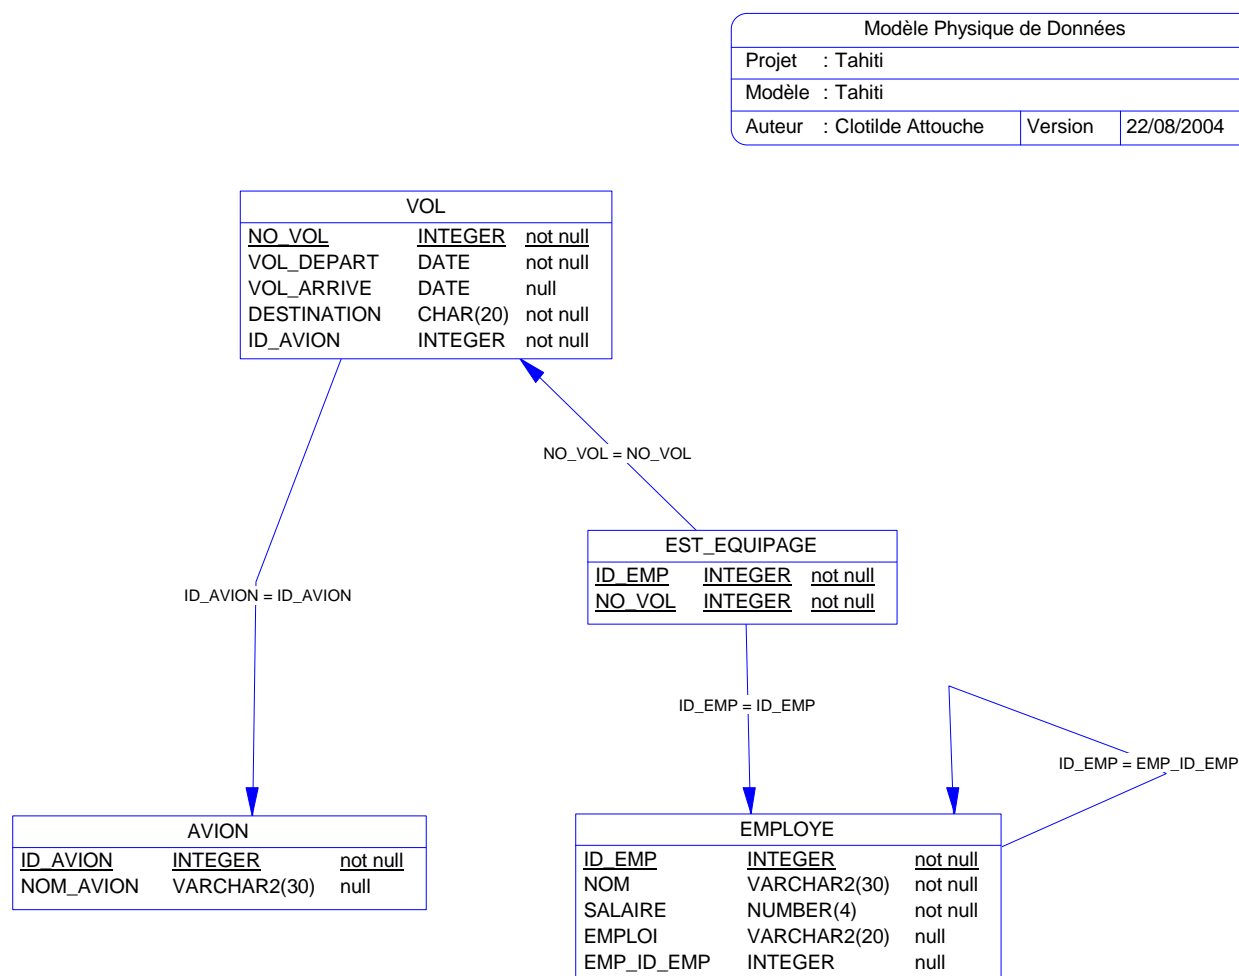 Modèle Physique de Données
Projet : Tahiti
Modèle : Tahiti
Auteur : Clotilde Attouche Version 22/08/2004
VOL
NO_VOL INTEGER not null
VOL_DEPART DATE not null
VOL_ARRIVE DATE null
DESTINATION CHAR(20) not null
ID_AVION INTEGER not null
NO_VOL = NO_VOL
EST_EQUIPAGE
ID_EMP INTEGER not null
NO_VOL INTEGER not null
ID_AVION = ID_AVION
ID_EMP = ID_EMP
ID_EMP = EMP_ID_EMP
AVION
ID_AVION INTEGER not null
NOM_AVION VARCHAR2(30) null
EMPLOYE
ID_EMP INTEGER not null
NOM VARCHAR2(30) not null
SALAIRE NUMBER(4) not null
EMPLOI VARCHAR2(20) null
EMP_ID_EMP INTEGER null